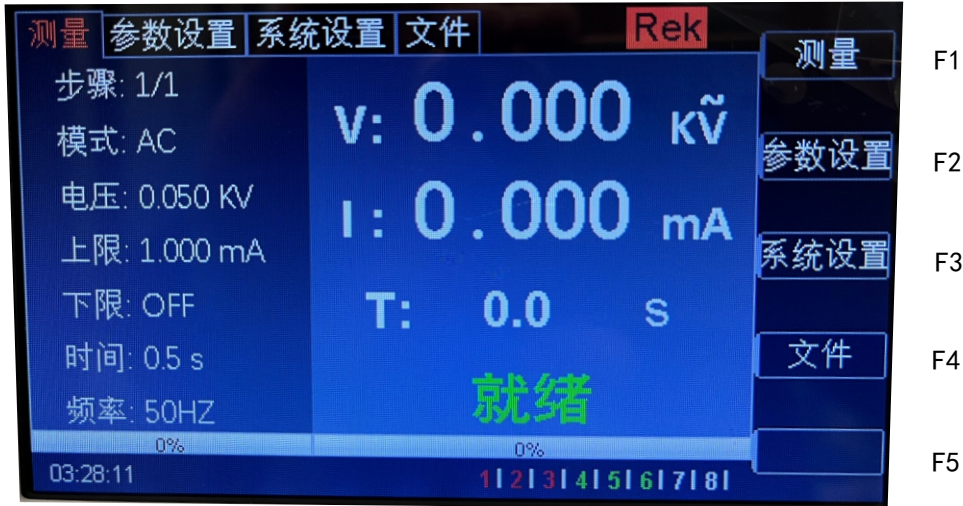 测量 参数设置 系统设置 文件 Rek
步骤: 1/1
模式: AC
电压: 0.050 KV
上限: 1.000 mA
下限: OFF
时间: 0.5 s
频率: 50HZ
V: 0.000 KṼ
I: 0.000 mA
T: 0.0 S
就绪
0% 0%
03:28:11 1|2|3|4|5|6|7|8|
测量 F1
参数设置 F2
系统设置 F3
文件 F4
F5